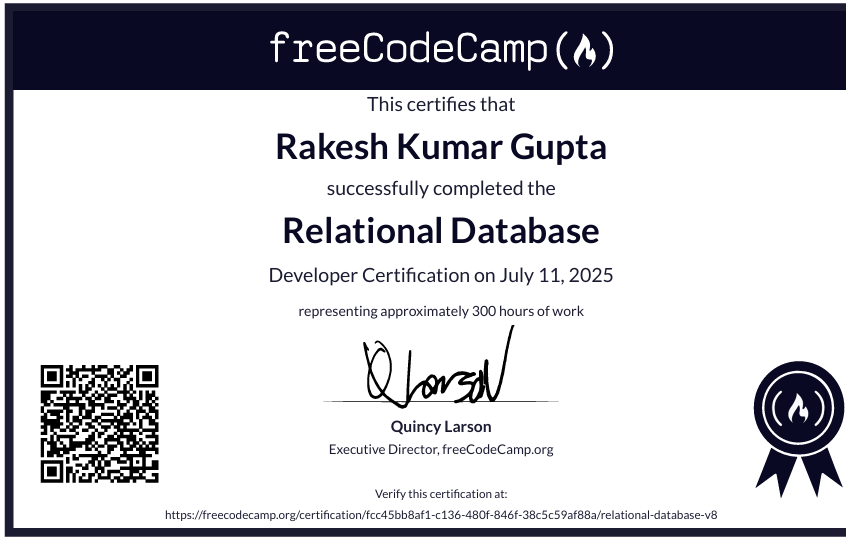 freeCodeCamp
This certifies that
Rakesh Kumar Gupta
successfully completed the
Relational Database
Developer Certification on July 11, 2025
representing approximately 300 hours of work
QLarson
Quincy Larson
Executive Director, freeCodeCamp.org
Verify this certification at:
https://freecodecamp.org/certification/fcc45bb8af1-c136-480f-846f-38c5c59af88a/relational-database-v8